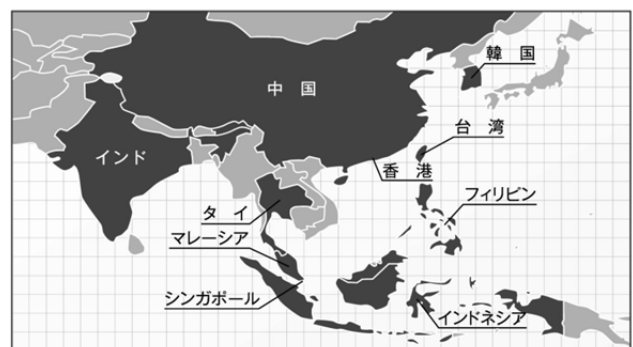 韓 国
中 国
台 湾
インド
香 港
フィリピン
タ イ
マレーシア
シンガポール
インドネシア